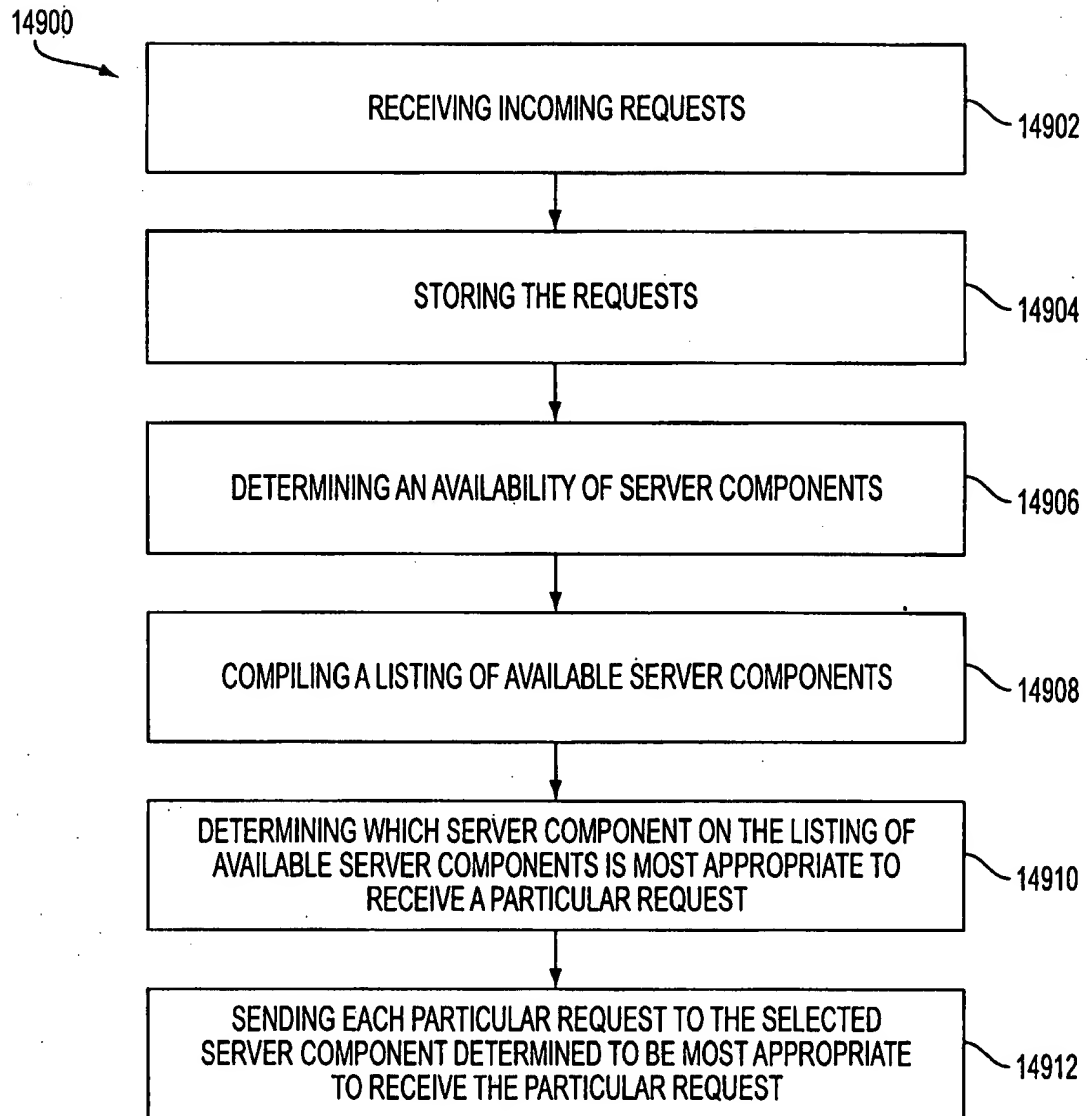 14900
RECEIVING INCOMING REQUESTS
14902
STORING THE REQUESTS
14904
DETERMINING AN AVAILABILITY OF SERVER COMPONENTS
14906
COMPILING A LISTING OF AVAILABLE SERVER COMPONENTS
14908
DETERMINING WHICH SERVER COMPONENT ON THE LISTING OF
AVAILABLE SERVER COMPONENTS IS MOST APPROPRIATE TO
RECEIVE A PARTICULAR REQUEST
14910
SENDING EACH PARTICULAR REQUEST TO THE SELECTED
SERVER COMPONENT DETERMINED TO BE MOST APPROPRIATE
TO RECEIVE THE PARTICULAR REQUEST
14912